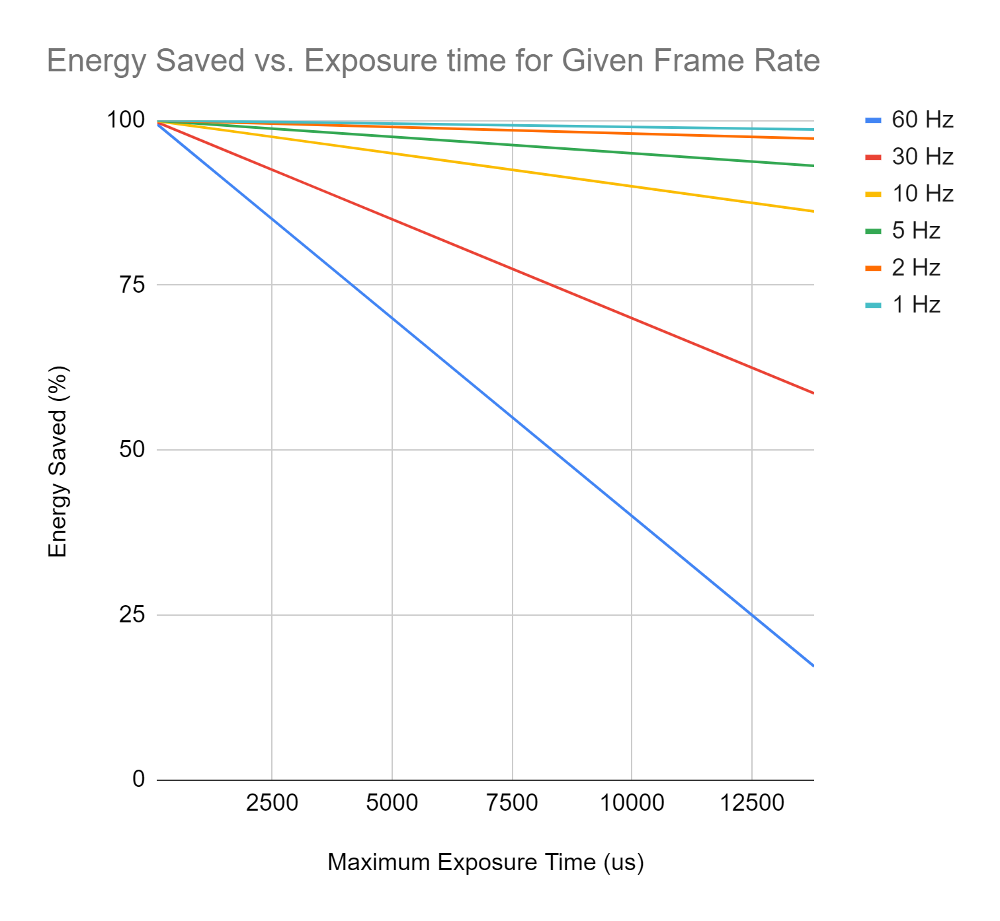 Energy Saved vs. Exposure time for Given Frame Rate
60 Hz
30 Hz
10 Hz
5 Hz
2 Hz
1 Hz
Energy Saved (%)
100
75
50
25
0
2500 5000 7500 10000 12500
Maximum Exposure Time (us)